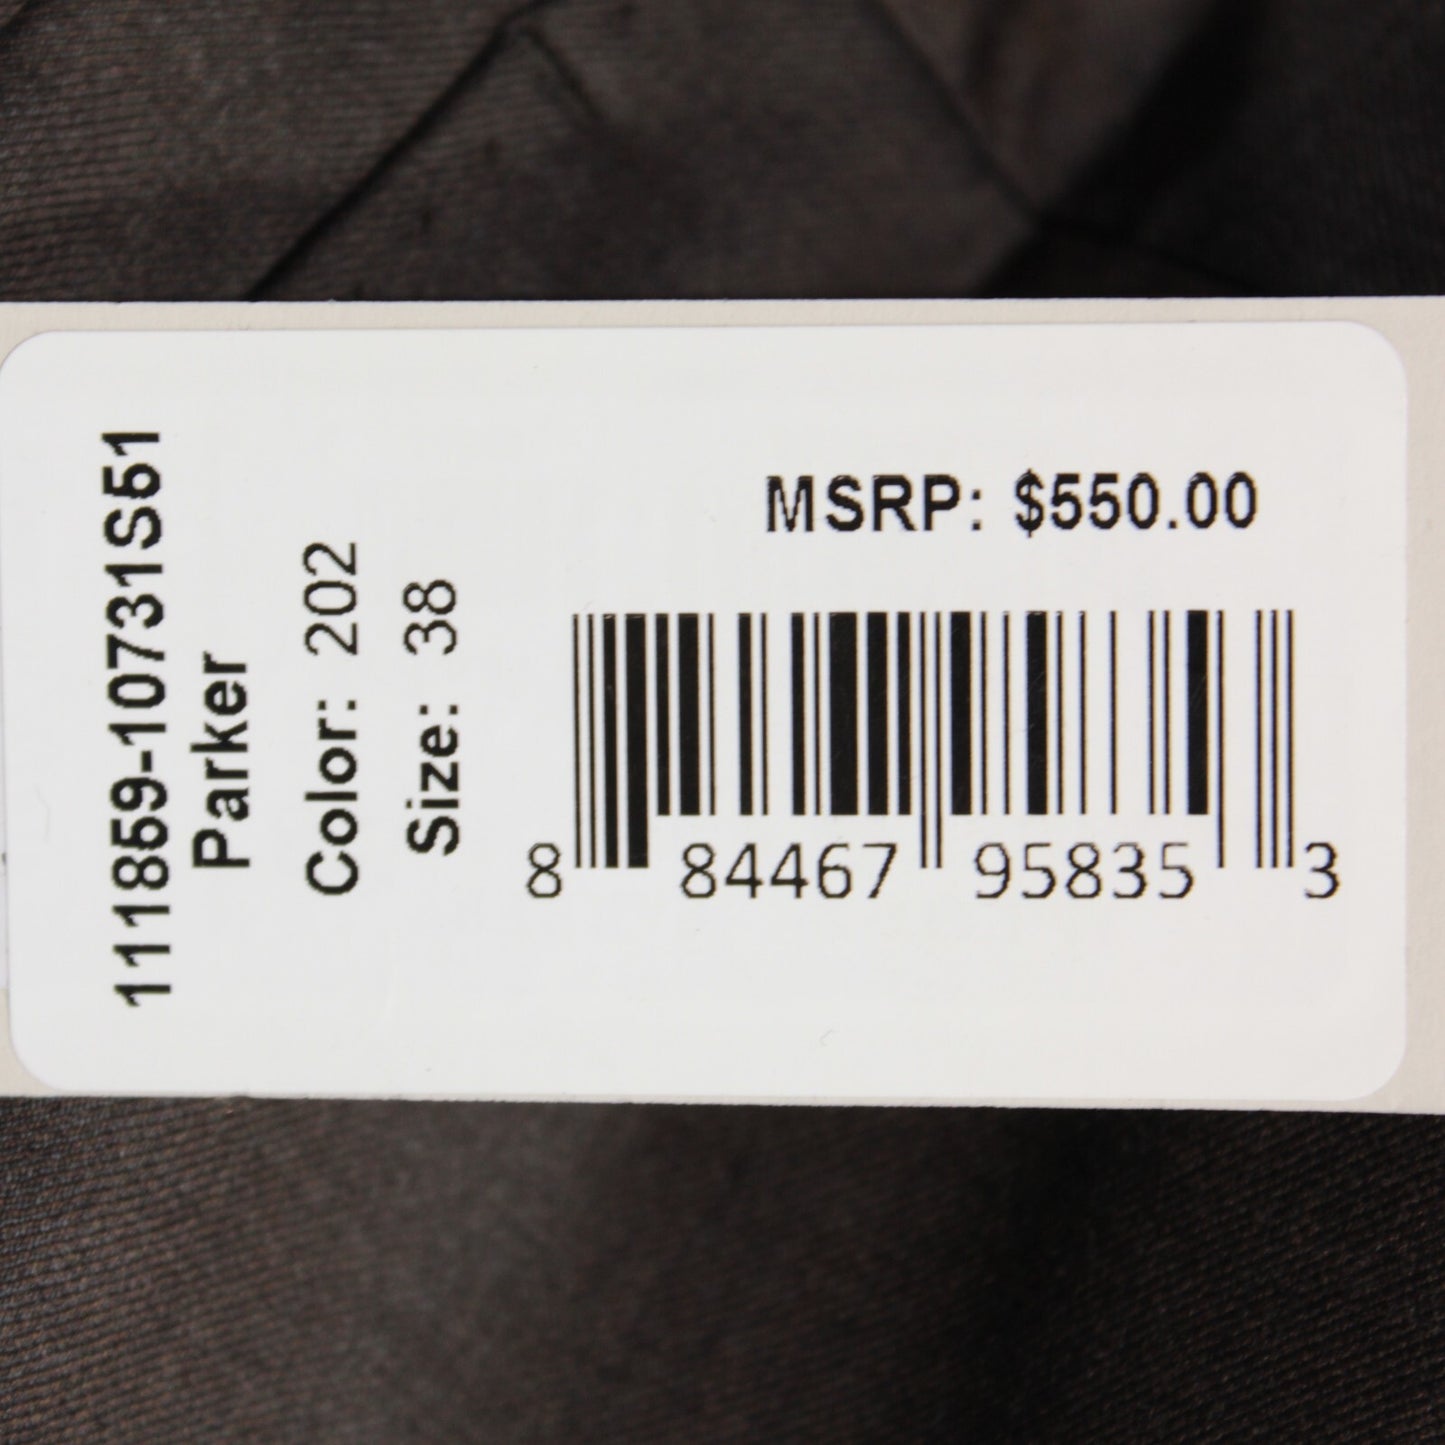 111859-10731S51
Parker
Color: 202
Size: 38
MSRP: $550.00
8 84467 95835 3